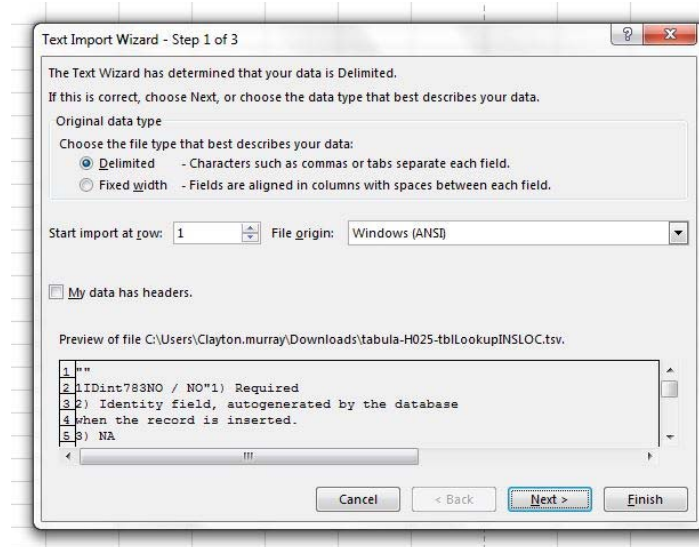 Text Import Wizard - Step 1 of 3
The Text Wizard has determined that your data is Delimited.
If this is correct, choose Next, or choose the data type that best describes your data.
Original data type
Choose the file type that best describes your data:
Delimited - Characters such as commas or tabs separate each field.
Fixed width - Fields are aligned in columns with spaces between each field.
Start import at row: 1 File origin: Windows (ANSI)
My data has headers.
Preview of file C:\Users\Clayton.murray\Downloads\tabula-H025-tblLookupINSLOC.tsv.
1 ""
2 1IDint783NO / NO"1) Required
3 2) Identity field, autogenerated by the database
4 when the record is inserted.
5 3) NA
Cancel < Back Next > Finish